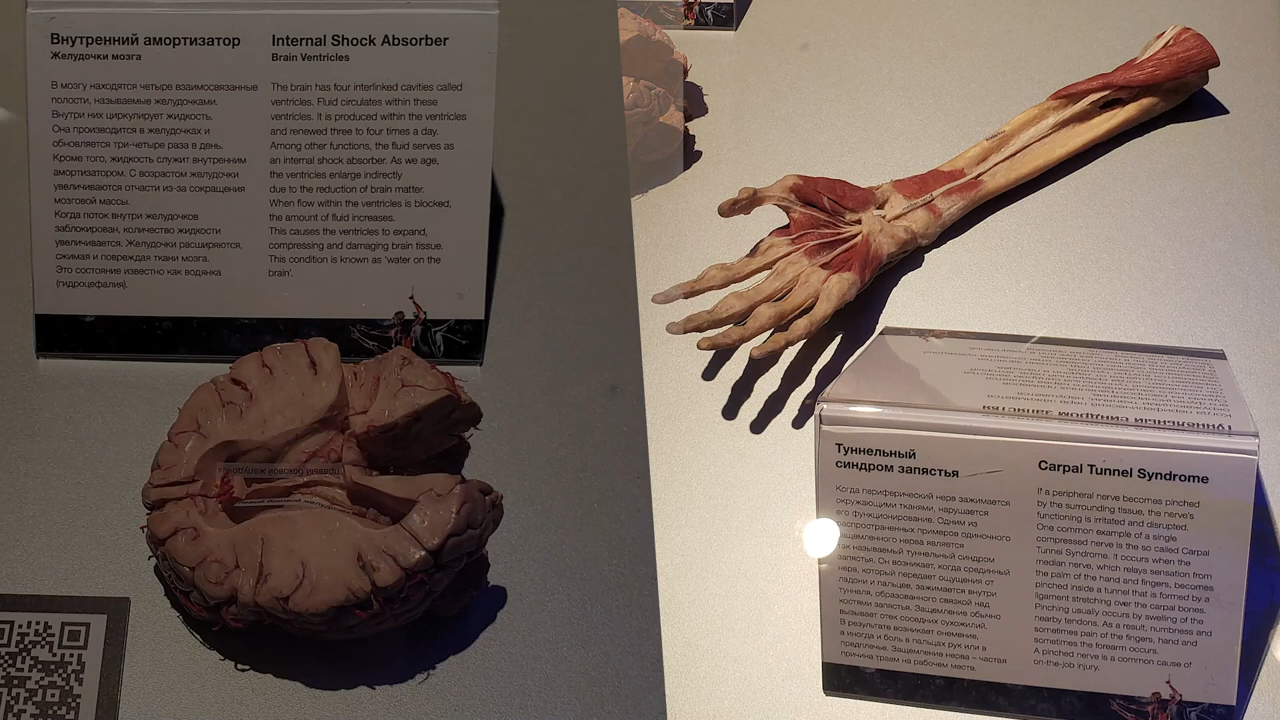 Внутренний амортизатор
Желудочки мозга
В мозгу находятся четыре взаимосвязанные
полости, называемые желудочками.
Внутри них циркулирует жидкость.
Она производится в желудочках и
обновляется три-четыре раза в день.
Кроме того, жидкость служит внутренним
амортизатором. С возрастом желудочки
увеличиваются отчасти из-за сокращения
мозговой массы.
Когда поток внутри желудочков
заблокирован, количество жидкости
увеличивается. Желудочки расширяются,
сжимая и повреждая ткани мозга.
Это состояние известно как водянка
(гидроцефалия).
Internal Shock Absorber
Brain Ventricles
The brain has four interlinked cavities called
ventricles. Fluid circulates within these
ventricles. It is produced within the ventricles
and renewed three to four times a day.
Among other functions, the fluid serves as
an internal shock absorber. As we age,
the ventricles enlarge indirectly
due to the reduction of brain matter.
When flow within the ventricles is blocked,
the amount of fluid increases.
This causes the ventricles to expand,
compressing and damaging brain tissue.
This condition is known as 'water on the
brain'.
правый боковой желудочек
Туннельный
синдром запястья
Когда периферический нерв зажимается
окружающими тканями, нарушается
его функционирование. Одним из
распространенных примеров одиночного
защемленного нерва является
так называемый туннельный синдром
запястья. Он возникает, когда срединный
нерв, который передает ощущения от
ладони и пальцев, зажимается внутри
туннеля, образованного связкой над
костями запястья. Защемление обычно
вызывает отек соседних сухожилий.
В результате возникает онемение,
а иногда и боль в пальцах рук или в
предплечье. Защемление нерва – частая
причина травм на рабочем месте.
Carpal Tunnel Syndrome
If a peripheral nerve becomes pinched
by the surrounding tissue, the nerve's
functioning is irritated and disrupted.
One common example of a single
compressed nerve is the so called Carpal
Tunnel Syndrome. It occurs when the
median nerve, which relays sensation from
the palm of the hand and fingers, becomes
pinched inside a tunnel that is formed by a
ligament stretching over the carpal bones.
Pinching usually occurs by swelling of the
nearby tendons. As a result, numbness and
sometimes pain of the fingers, hand and
sometimes the forearm occurs.
A pinched nerve is a common cause of
on-the-job injury.